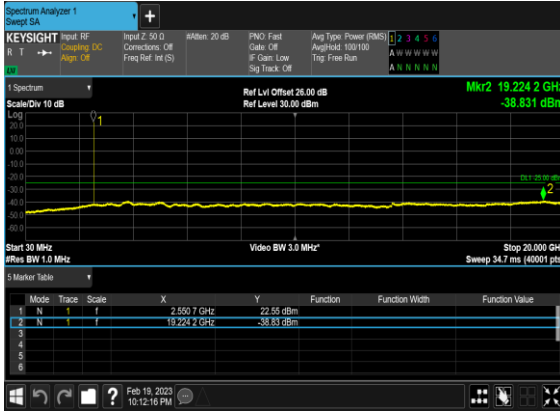 Spectrum Analyzer 1
Swept SA
+
KEYSIGHT
R T
Input: RF
Coupling: DC
Align: Off
Input Z: 50 Ω
Corrections: Off
Freq Ref: Int (S)
#Atten: 20 dB
PNO: Fast
Gate: Off
IF Gain: Low
Sig Track: Off
Avg Type: Power (RMS)
Avg|Hold: 100/100
Trig: Free Run
1 2 3 4 5 6
A W W W W W
A N N N N N
1 Spectrum
Scale/Div 10 dB
Ref Lvl Offset 26.00 dB
Ref Level 30.00 dBm
Mkr2 19.224 2 GHz
-38.831 dBm
Log
20.0
10.0
0.00
-10.0
-20.0
-30.0
-40.0
-50.0
-60.0
1
DL1 -25.00 dBm
2
Start 30 MHz
#Res BW 1.0 MHz
Video BW 3.0 MHz*
Stop 20.000 GH
Sweep 34.7 ms (40001 pts
5 Marker Table
Mode Trace Scale X Y Function Function Width Function Value
1 N 1 f 2.550 7 GHz 22.55 dBm
2 N 1 f 19.224 2 GHz -38.83 dBm
3
4
5
6
?
Feb 19, 2023
10:12:16 PM